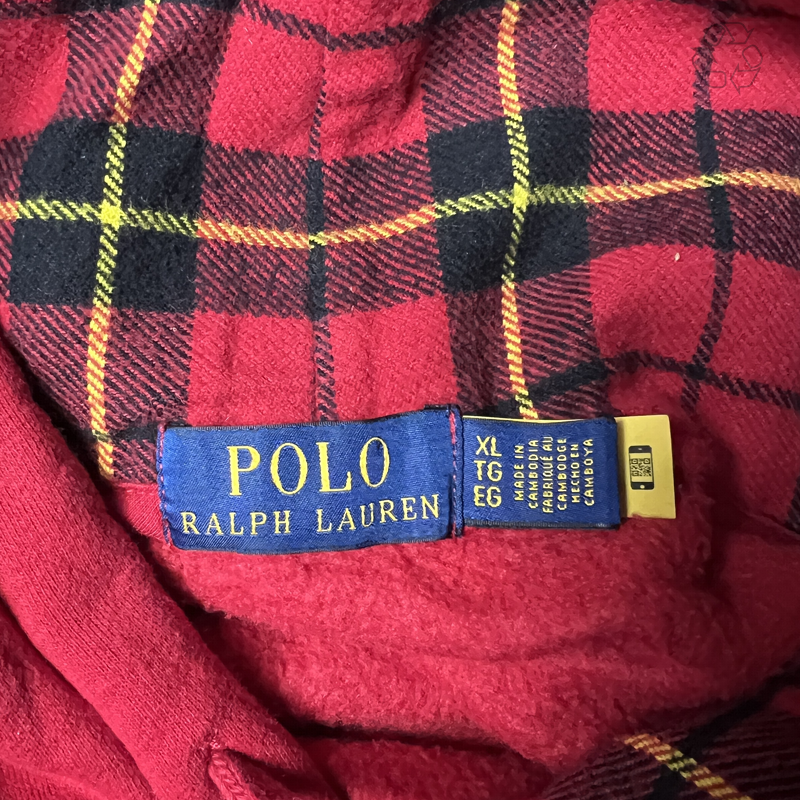 POLO
RALPH LAUREN
XL
TG
EG
MADE IN
CAMBODIA
FABRIQUÉ AU
CAMBODGE
HECHO EN
CAMBOYA